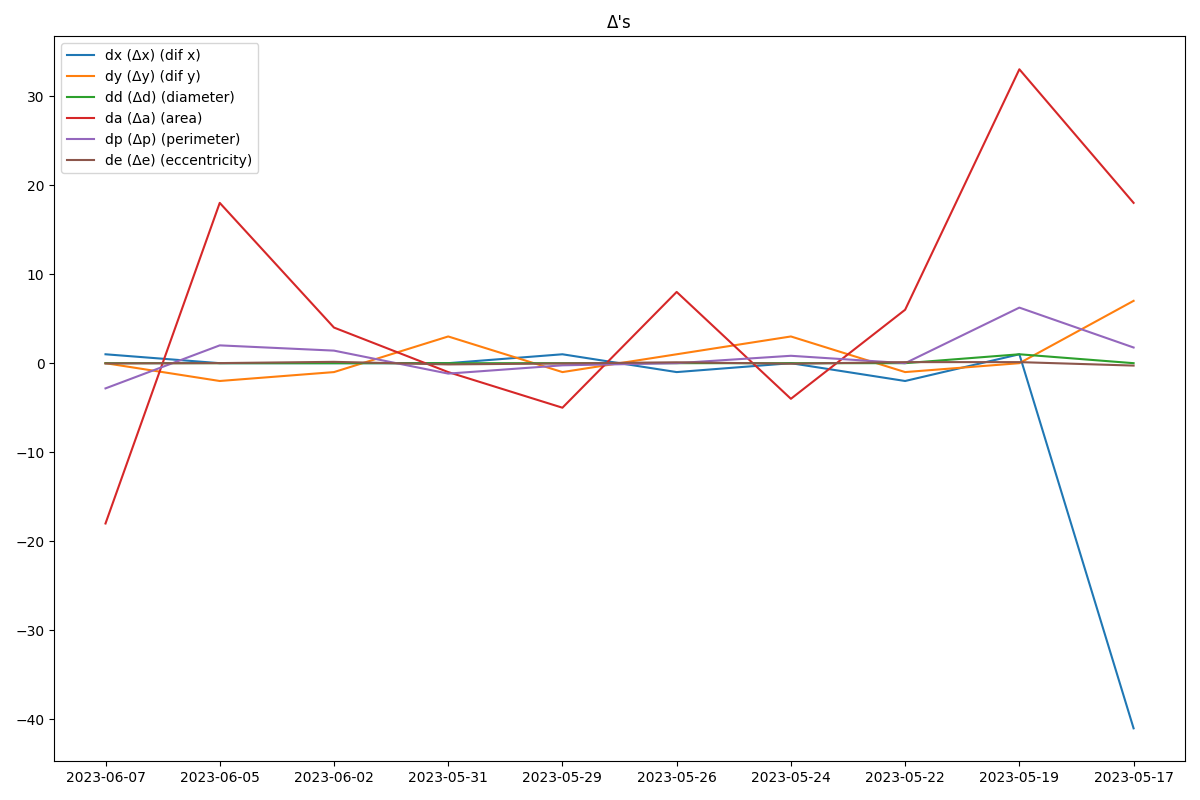 Δ's
dx (Δx) (dif x)
dy (Δy) (dif y)
dd (Δd) (diameter)
da (Δa) (area)
dp (Δp) (perimeter)
de (Δe) (eccentricity)
30
20
10
0
−10
−20
−30
−40
2023-06-07 2023-06-05 2023-06-02 2023-05-31 2023-05-29 2023-05-26 2023-05-24 2023-05-22 2023-05-19 2023-05-17